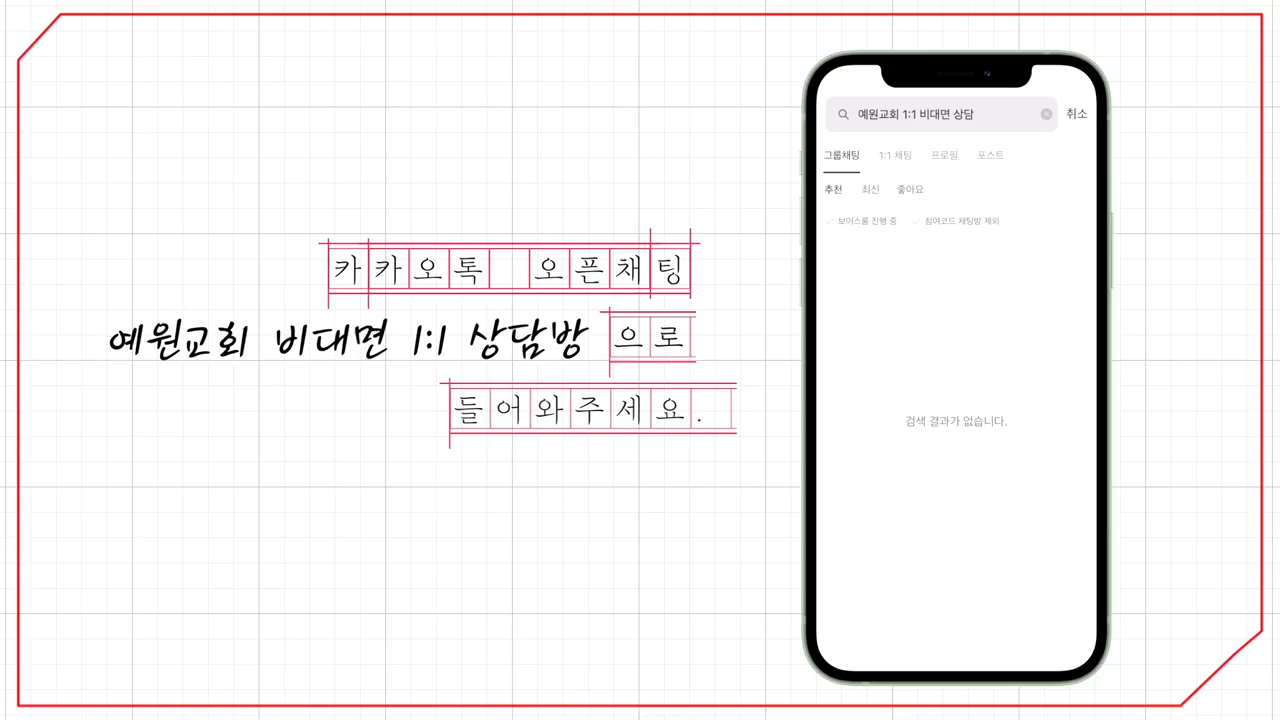 카카오톡 오픈채팅
예원교회 비대면 1:1 상담방으로
들어와주세요.
예원교회 1:1 비대면 상담 취소
그룹채팅 1:1 채팅 프로필 포스트
추천 최신 좋아요
보이스룸 진행 중 참여코드 채팅방 제외
검색 결과가 없습니다.